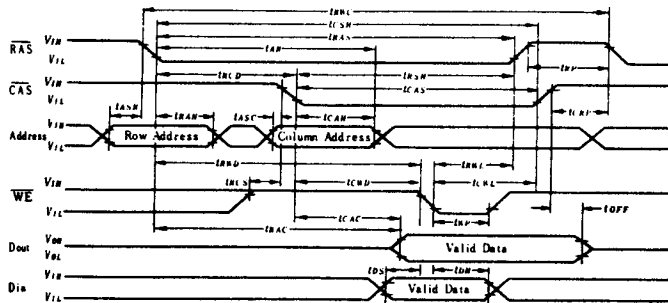 tRWC
tCSH
tRAS
tAR
RAS VIH
VIL
tRCD tRSH tRP
CAS VIH
VIL
tCAS
tCRP
tASR tRAH tASC tCAH
Address VIH
VIL
Row Address Column Address
tRWD tRWL
tRCS tCWD tCWL
WE VIH
VIL
tCAC tWP tOFF
tRAC
Dout VOH
VOL
Valid Data
tDS tDH
Din VIH
VIL
Valid Data